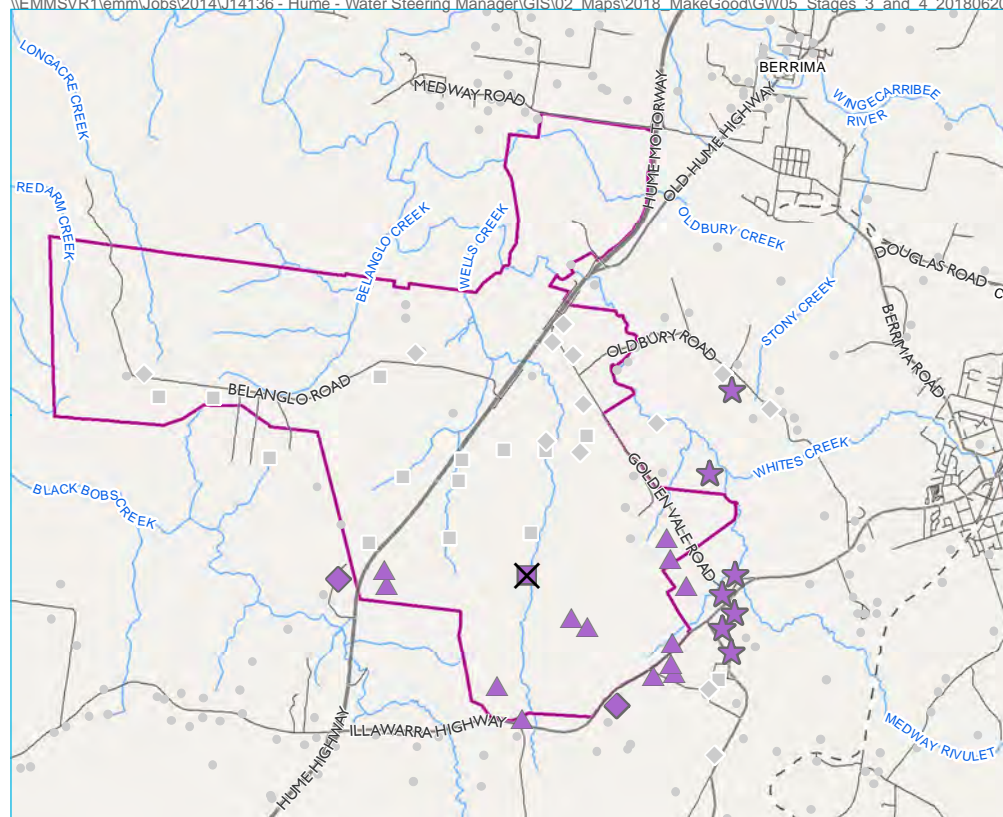 \\EMMSVR1\emm\Jobs\2014\J14136 - Hume - Water Steering Manager\GIS\02_Maps\2018_MakeGood\GW05_Stages_3_and_4_2018062
LONGACRE CREEK
BERRIMA
MEDWAY ROAD
WINGECARRIBEE
RIVER
HUME MOTORWAY
OLD HUME HIGHWAY
RED ARM CREEK
BELANGLO CREEK
WELLS CREEK
OLDBURY CREEK
DOUGLAS ROAD
STONY CREEK
BERRIMA ROAD
OLDBURY ROAD
BELANGLO ROAD
WHITES CREEK
GOLDEN VALE ROAD
BLACK BOBS CREEK
ILLAWARRA HIGHWAY
HUME HIGHWAY
MEDWAY RIVULET